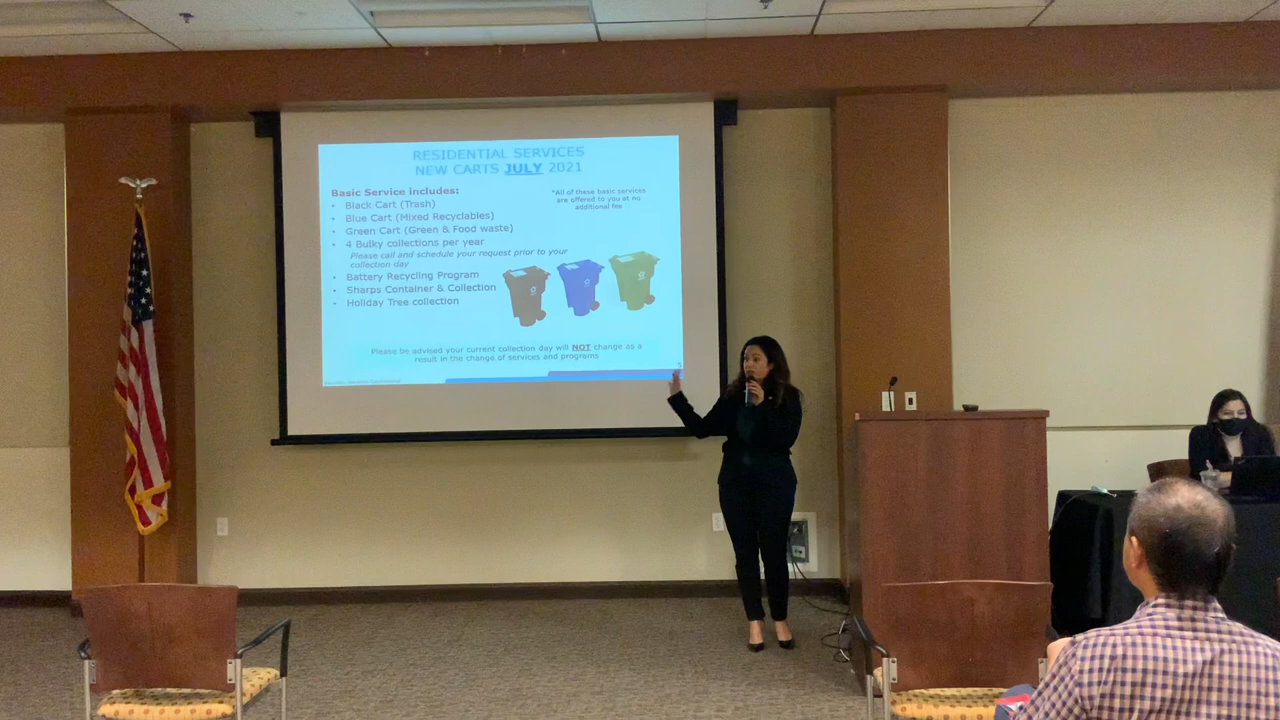 RESIDENTIAL SERVICES
NEW CARTS JULY 2021
Basic Service includes:
• Black Cart (Trash)
• Blue Cart (Mixed Recyclables)
• Green Cart (Green & Food waste)
• 4 Bulky collections per year
Please call and schedule your request prior to your
collection day
• Battery Recycling Program
• Sharps Container & Collection
• Holiday Tree collection
*All of these basic services
are offered to you at no
additional fee
Please be advised your current collection day will NOT change as a
result in the change of services and programs